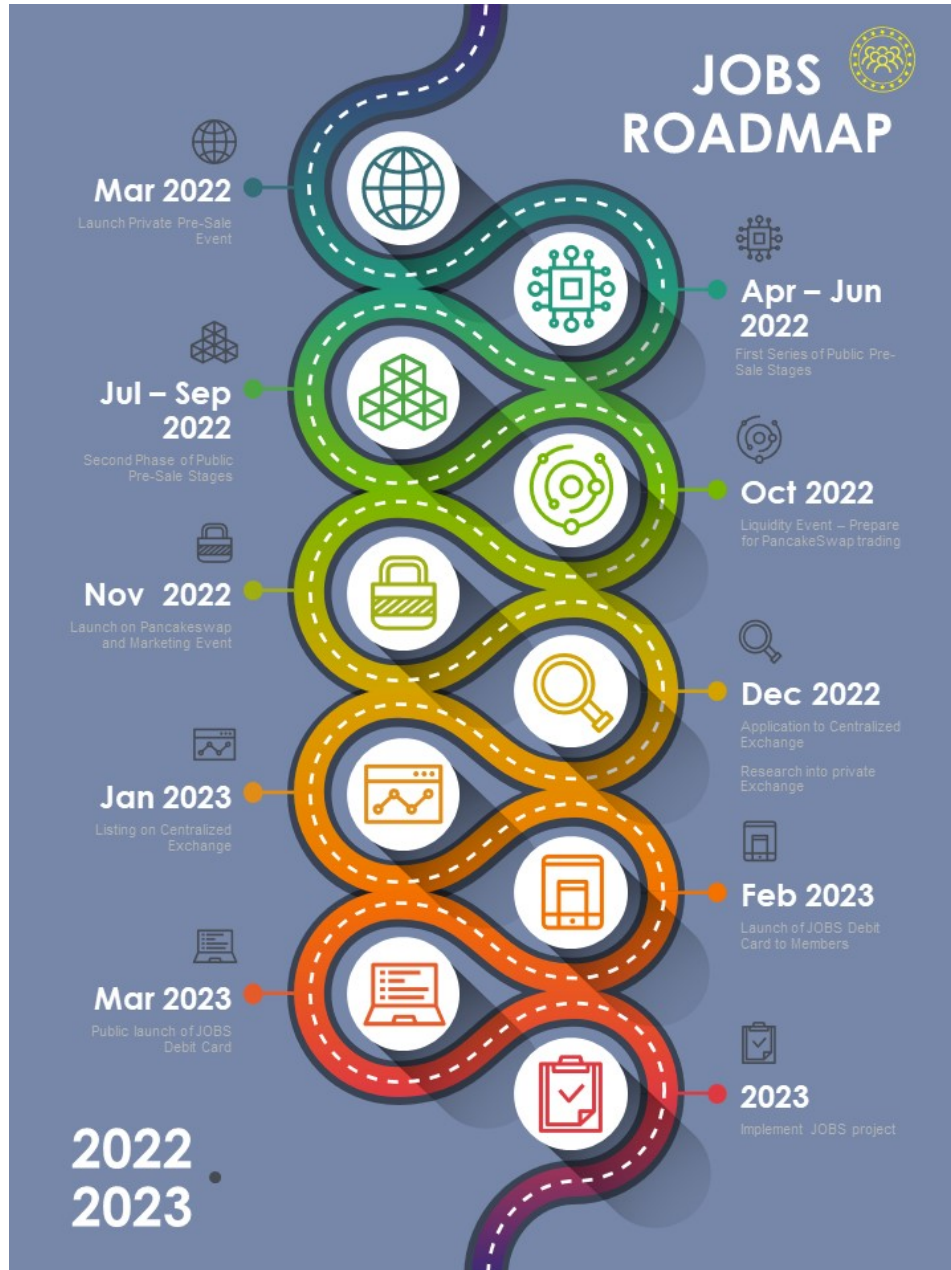 JOBS
ROADMAP
Mar 2022
Launch Private Pre-Sale
Event
Apr – Jun
2022
First Series of Public Pre-
Sale Stages
Jul – Sep
2022
Second Phase of Public
Pre-Sale Stages
Oct 2022
Liquidity Event – Prepare
for PancakeSwap trading
Nov 2022
Launch on Pancakeswap
and Marketing Event
Dec 2022
Application to Centralized
Exchange
Research into private
Exchange
Jan 2023
Listing on Centralized
Exchange
Feb 2023
Launch of JOBS Debit
Card to Members
Mar 2023
Public launch of JOBS
Debit Card
2023
Implement JOBS project
2022
2023